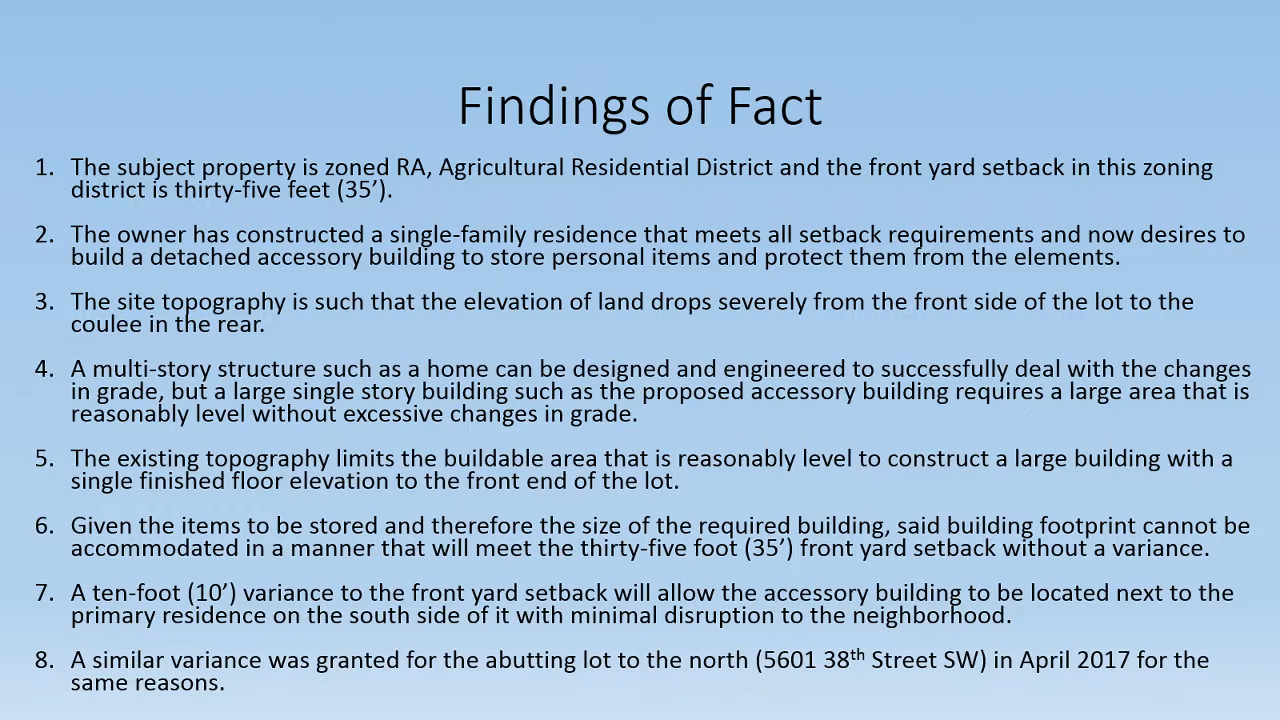 Findings of Fact
1. The subject property is zoned RA, Agricultural Residential District and the front yard setback in this zoning
district is thirty-five feet (35’).
2. The owner has constructed a single-family residence that meets all setback requirements and now desires to
build a detached accessory building to store personal items and protect them from the elements.
3. The site topography is such that the elevation of land drops severely from the front side of the lot to the
coulee in the rear.
4. A multi-story structure such as a home can be designed and engineered to successfully deal with the changes
in grade, but a large single story building such as the proposed accessory building requires a large area that is
reasonably level without excessive changes in grade.
5. The existing topography limits the buildable area that is reasonably level to construct a large building with a
single finished floor elevation to the front end of the lot.
6. Given the items to be stored and therefore the size of the required building, said building footprint cannot be
accommodated in a manner that will meet the thirty-five foot (35’) front yard setback without a variance.
7. A ten-foot (10’) variance to the front yard setback will allow the accessory building to be located next to the
primary residence on the south side of it with minimal disruption to the neighborhood.
8. A similar variance was granted for the abutting lot to the north (5601 38th Street SW) in April 2017 for the
same reasons.